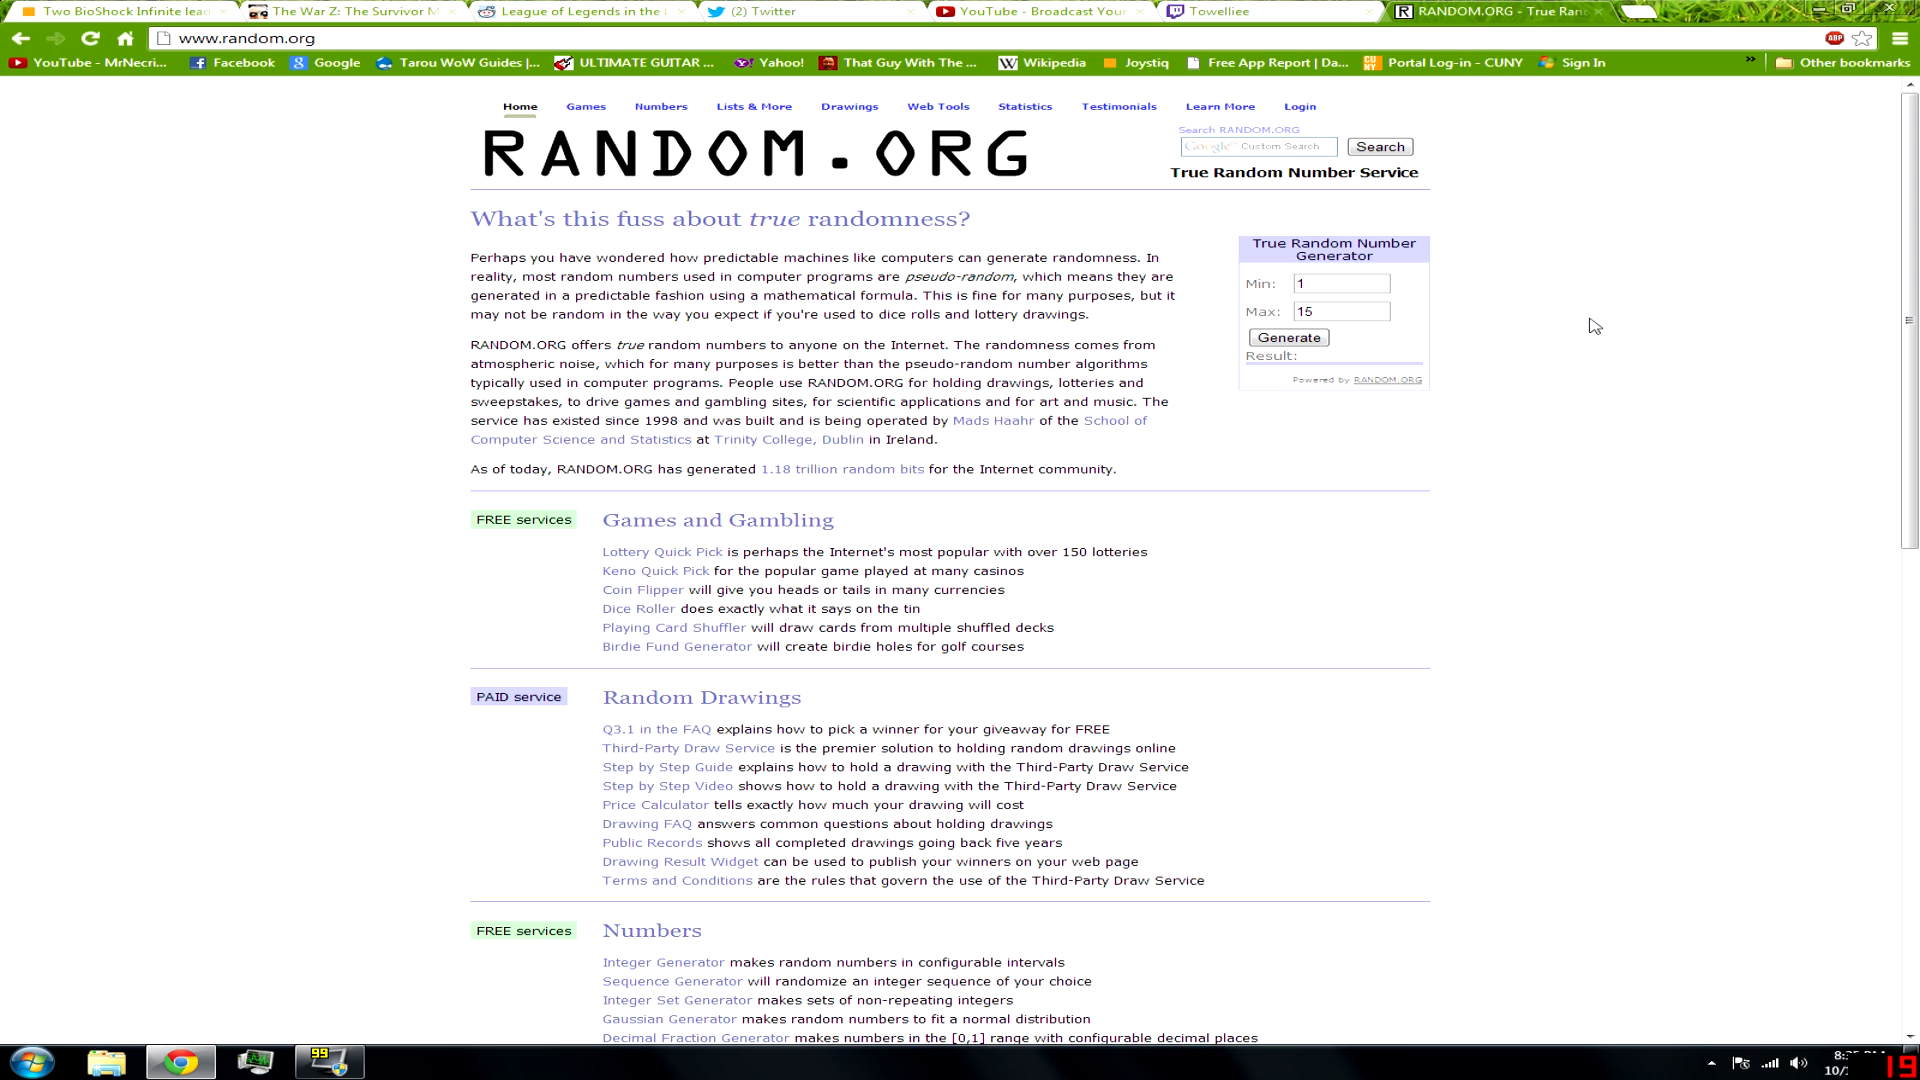 Two BioShock Infinite lead
The War Z: The Survivor M
League of Legends in the
(2) Twitter
YouTube - Broadcast Your
Towelliee
RANDOM.ORG - True Ran
www.random.org
ABP
YouTube - MrNecri...
Facebook
Google
Tarou WoW Guides |...
ULTIMATE GUITAR ...
Yahoo!
That Guy With The ...
Wikipedia
Joystiq
Free App Report | Da...
Portal Log-in - CUNY
Sign In
»
Other bookmarks
Home Games Numbers Lists & More Drawings Web Tools Statistics Testimonials Learn More Login
RANDOM.ORG
Search RANDOM.ORG
Google™ Custom Search
Search
True Random Number Service
What's this fuss about true randomness?
Perhaps you have wondered how predictable machines like computers can generate randomness. In
reality, most random numbers used in computer programs are pseudo-random, which means they are
generated in a predictable fashion using a mathematical formula. This is fine for many purposes, but it
may not be random in the way you expect if you're used to dice rolls and lottery drawings.
RANDOM.ORG offers true random numbers to anyone on the Internet. The randomness comes from
atmospheric noise, which for many purposes is better than the pseudo-random number algorithms
typically used in computer programs. People use RANDOM.ORG for holding drawings, lotteries and
sweepstakes, to drive games and gambling sites, for scientific applications and for art and music. The
service has existed since 1998 and was built and is being operated by Mads Haahr of the School of
Computer Science and Statistics at Trinity College, Dublin in Ireland.
As of today, RANDOM.ORG has generated 1.18 trillion random bits for the Internet community.
True Random Number
Generator
Min: 1
Max: 15
Generate
Result:
Powered by RANDOM.ORG
FREE services
Games and Gambling
Lottery Quick Pick is perhaps the Internet's most popular with over 150 lotteries
Keno Quick Pick for the popular game played at many casinos
Coin Flipper will give you heads or tails in many currencies
Dice Roller does exactly what it says on the tin
Playing Card Shuffler will draw cards from multiple shuffled decks
Birdie Fund Generator will create birdie holes for golf courses
PAID service
Random Drawings
Q3.1 in the FAQ explains how to pick a winner for your giveaway for FREE
Third-Party Draw Service is the premier solution to holding random drawings online
Step by Step Guide explains how to hold a drawing with the Third-Party Draw Service
Step by Step Video shows how to hold a drawing with the Third-Party Draw Service
Price Calculator tells exactly how much your drawing will cost
Drawing FAQ answers common questions about holding drawings
Public Records shows all completed drawings going back five years
Drawing Result Widget can be used to publish your winners on your web page
Terms and Conditions are the rules that govern the use of the Third-Party Draw Service
FREE services
Numbers
Integer Generator makes random numbers in configurable intervals
Sequence Generator will randomize an integer sequence of your choice
Integer Set Generator makes sets of non-repeating integers
Gaussian Generator makes random numbers to fit a normal distribution
Decimal Fraction Generator makes numbers in the [0,1] range with configurable decimal places
99
19